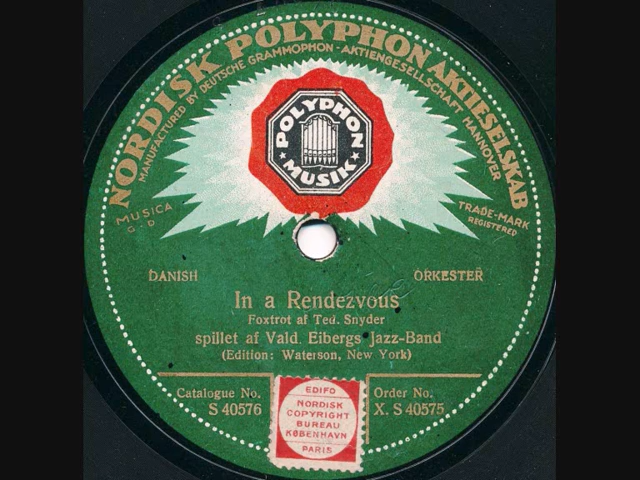 NORDISK POLYPHON AKTIESELSKAB
MANUFACTURED BY DEUTSCHE GRAMMOPHON - AKTIENGESELLSCHAFT HANNOVER
POLYPHON
MUSIK
MUSICA
G-D
TRADE-MARK
REGISTERED
DANISH
ORKESTER
In a Rendezvous
Foxtrot af Ted. Snyder
spillet af Vald. Eibergs Jazz-Band
(Edition: Waterson, New York)
Catalogue No.
S 40576
Order No.
X. S 40575
EDIFO
NORDISK
COPYRIGHT
BUREAU
KØBENHAVN
PARIS